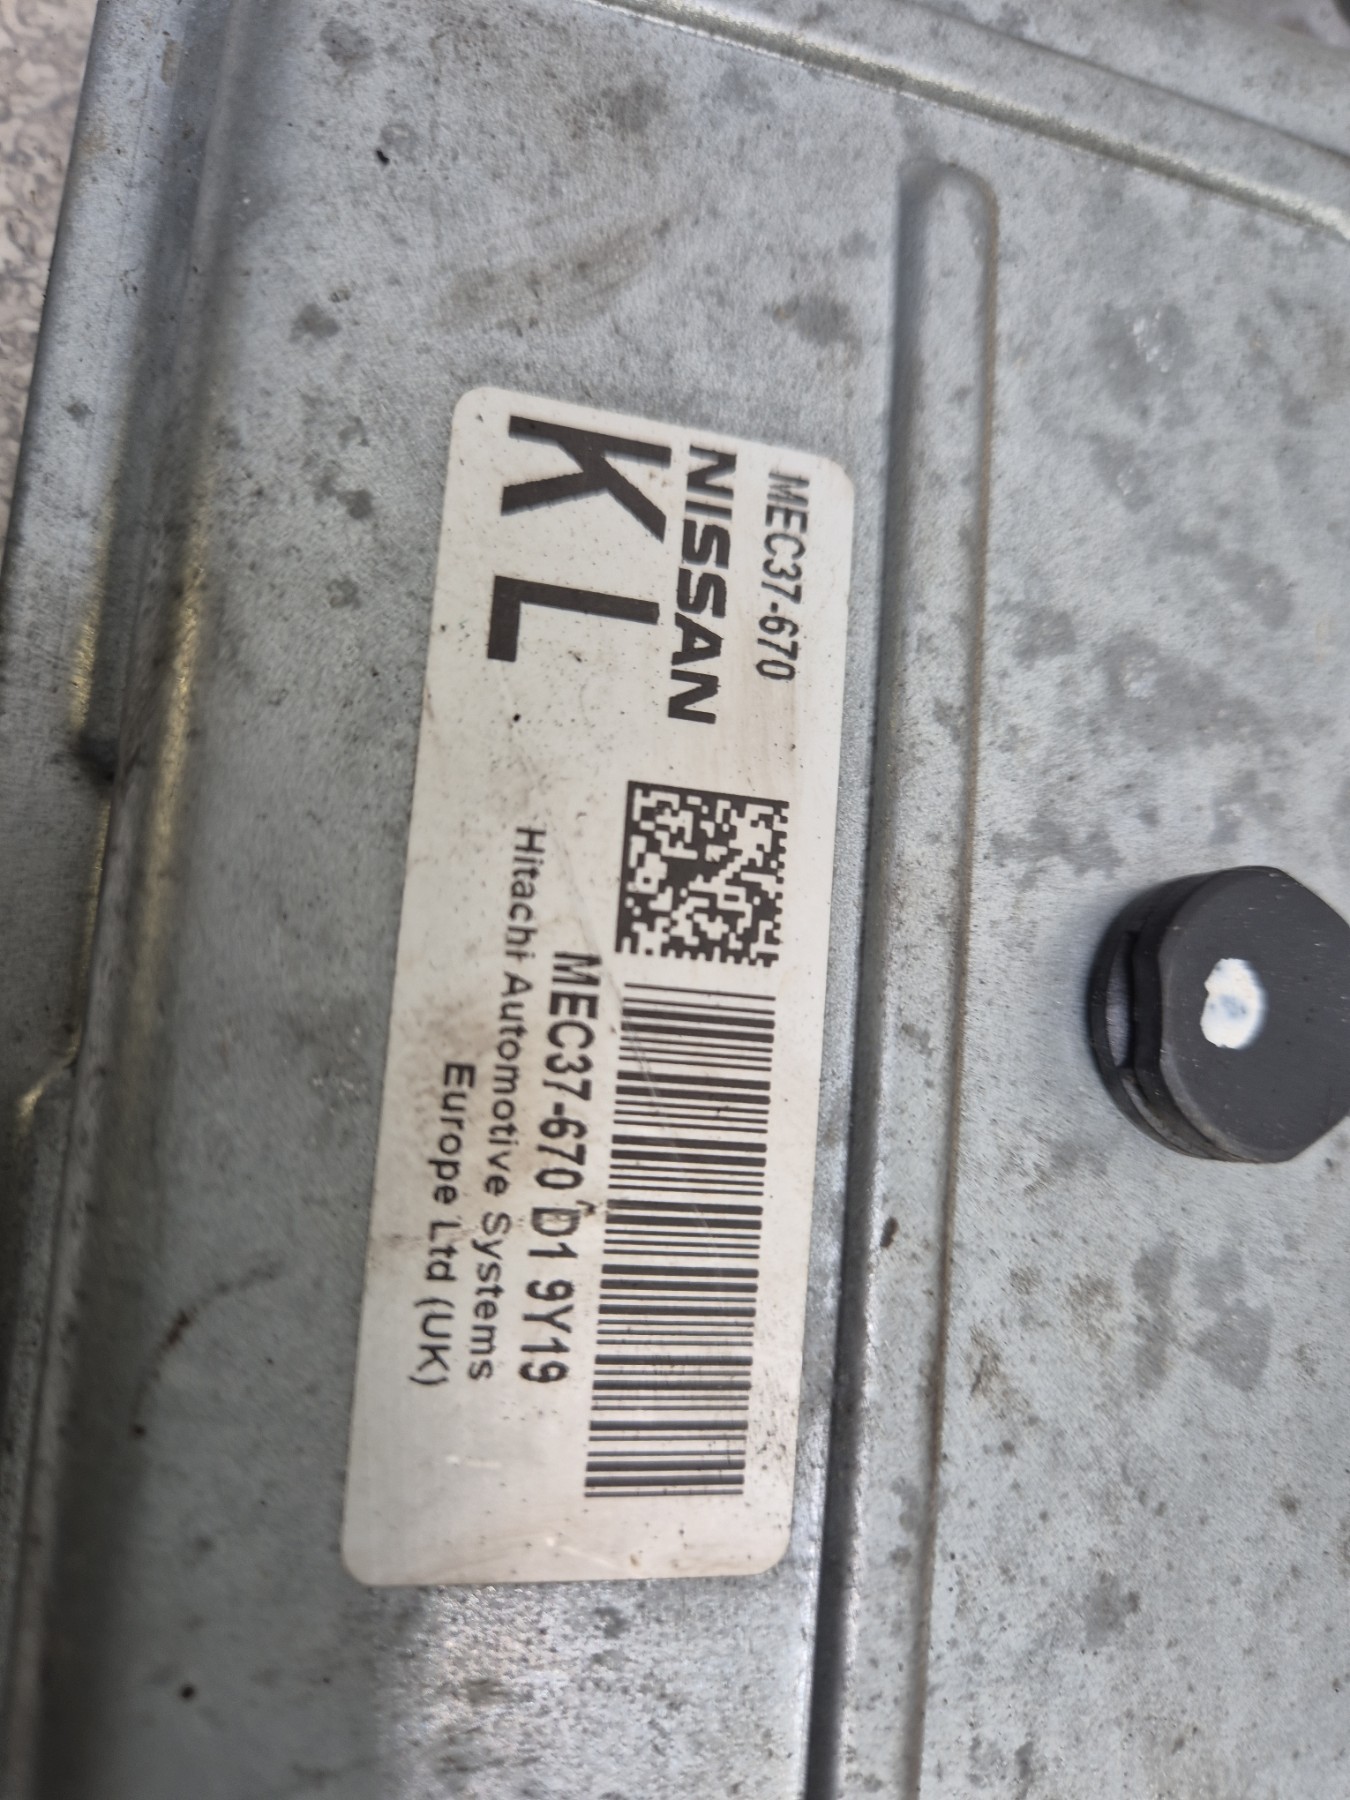 MEC37-670
NISSAN
KL
MEC37-670 D1 9Y19
Hitachi Automotive Systems
Europe Ltd (UK)